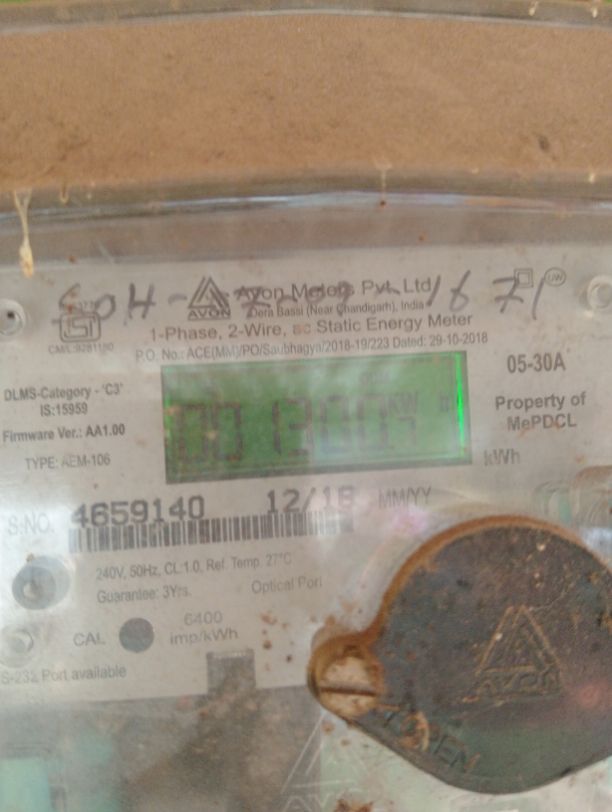 Avon Meters Pvt. Ltd.
AVON
Dera Bassi (Near Chandigarh), India
ISI
1-Phase, 2-Wire, ac Static Energy Meter
P.O. No.: ACE(MM)/PO/Saubhagya/2018-19/223 Dated: 29-10-2018
05-30A
DLMS-Category - 'C3'
IS:15959
Firmware Ver.: AA1.00
TYPE: AEM-106
Property of
MePDCL
kWh
S.NO. 4659140 12/18 MM/YY
240V, 50Hz, CL:1.0, Ref. Temp. 27°C
Guarantee: 3Yrs. Optical Port
CAL 6400
imp/kWh
S-232 Port available
AVON
AVON